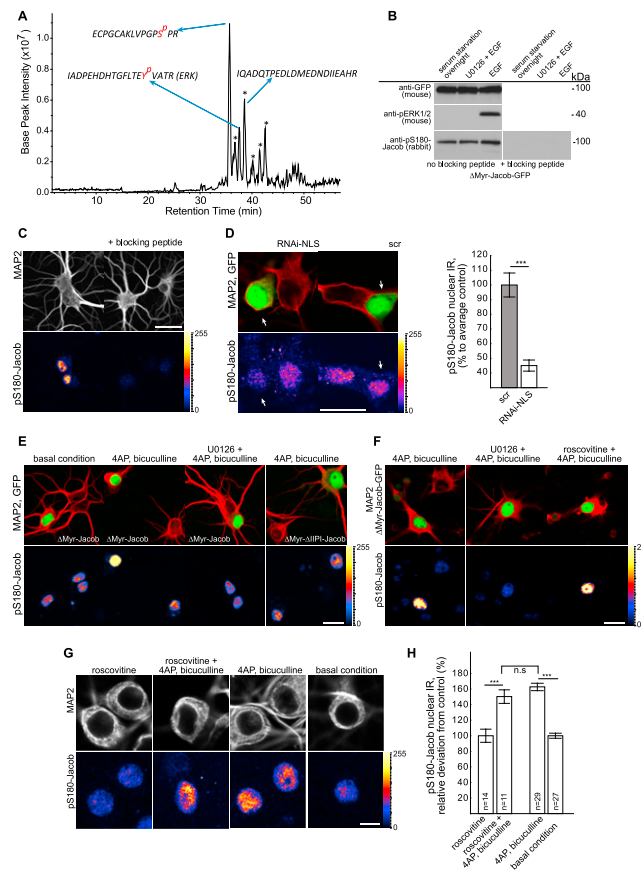 A
ECPGCAKLVPGPS^pPR
IADPEHDHTGFLTEY^pVATR (ERK)
IQADQTPEDLDMEDNDIIEAHR
Base Peak Intensity (x10^7)
1.0
0.8
0.6
0.4
0.2
0.0
* * * * * *
10 20 30 40 50
Retention Time (min)
B
serum starvation
overnight
U0126 + EGF
EGF
serum starvation
overnight
U0126 + EGF
EGF
kDa
anti-GFP
(mouse)
-100
anti-pERK1/2
(mouse)
- 40
anti-pS180-
Jacob (rabbit)
-100
no blocking peptide + blocking peptide
ΔMyr-Jacob-GFP
C
+ blocking peptide
MAP2
pS180-Jacob
255
0
D
RNAi-NLS scr
MAP2, GFP
pS180-Jacob
255
0
pS180-Jacob nuclear IR,
(% to avarage control)
120
110
100
90
80
70
60
50
40
***
scr
RNAi-NLS
E
basal condition
4AP, bicuculline
U0126 +
4AP, bicuculline
4AP, bicuculline
MAP2, GFP
ΔMyr-Jacob
ΔMyr-Jacob
ΔMyr-Jacob
ΔMyr-ΔIIPI-Jacob
pS180-Jacob
255
0
F
4AP, bicuculline
U0126 +
4AP, bicuculline
roscovitine +
4AP, bicuculline
MAP2
ΔMyr-Jacob-GFP
pS180-Jacob
G
roscovitine
roscovitine +
4AP, bicuculline
4AP, bicuculline
basal condition
MAP2
pS180-Jacob
255
0
H
pS180-Jacob nuclear IR,
relative deviation from control (%)
180
160
140
120
100
80
60
40
20
***
n.s
***
n=14
n=11
n=29
n=27
roscovitine
roscovitine +
4AP, bicuculline
4AP, bicuculline
basal condition